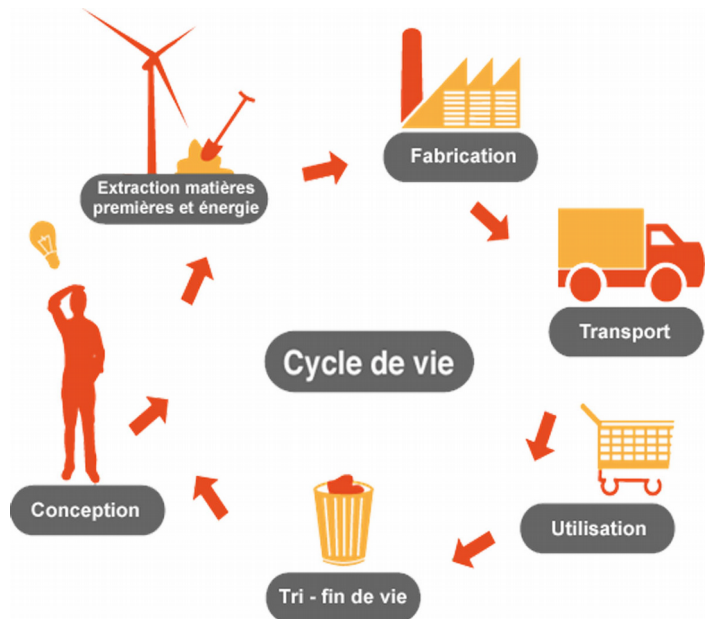 Extraction matières
premières et énergie
Fabrication
Transport
Cycle de vie
Conception
Utilisation
Tri - fin de vie